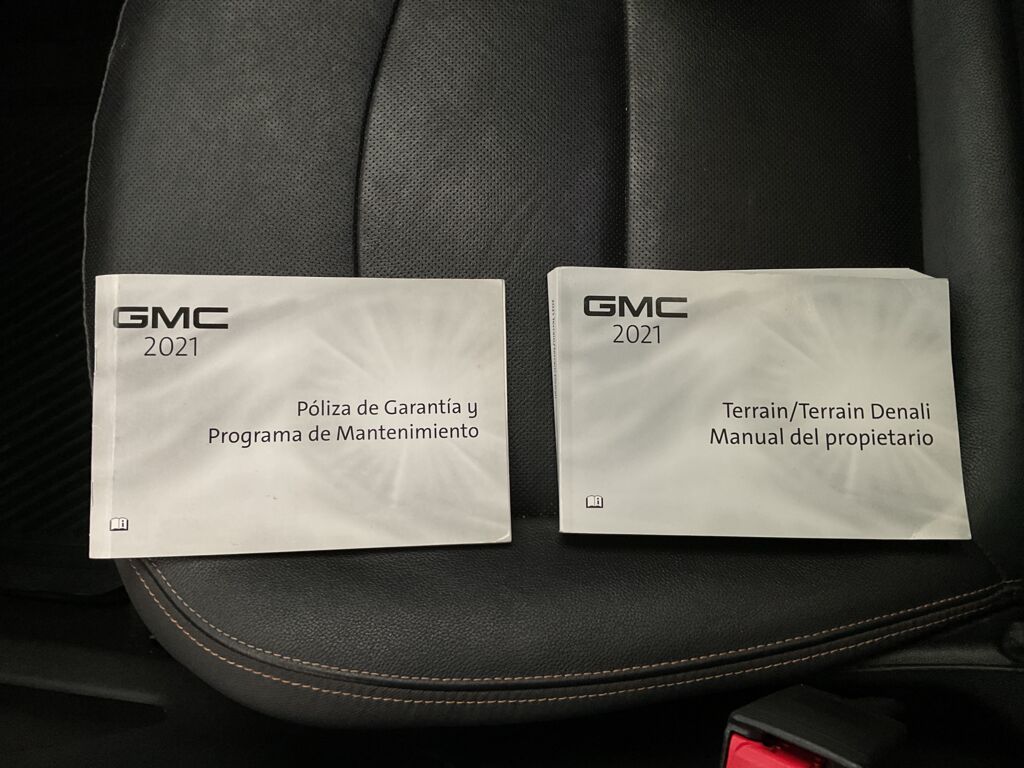 GMC
2021
Póliza de Garantía y
Programa de Mantenimiento
GMC
2021
Terrain/Terrain Denali
Manual del propietario